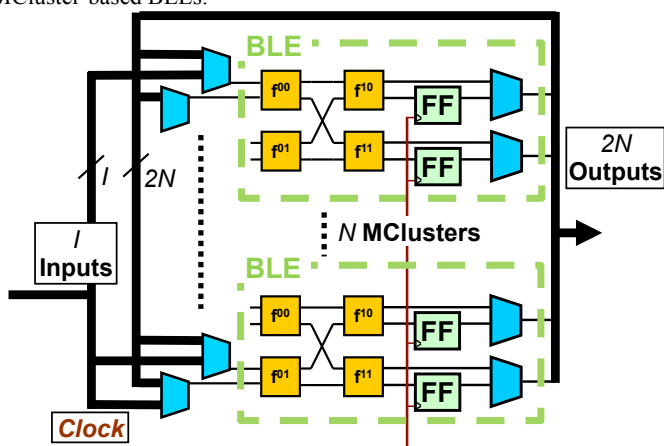 MCluster-based BLEs.
BLE
f00 f10
FF
f01 f11
FF
I 2N
2N
Outputs
I
Inputs
N MClusters
BLE
f00 f10
FF
f01 f11
FF
Clock